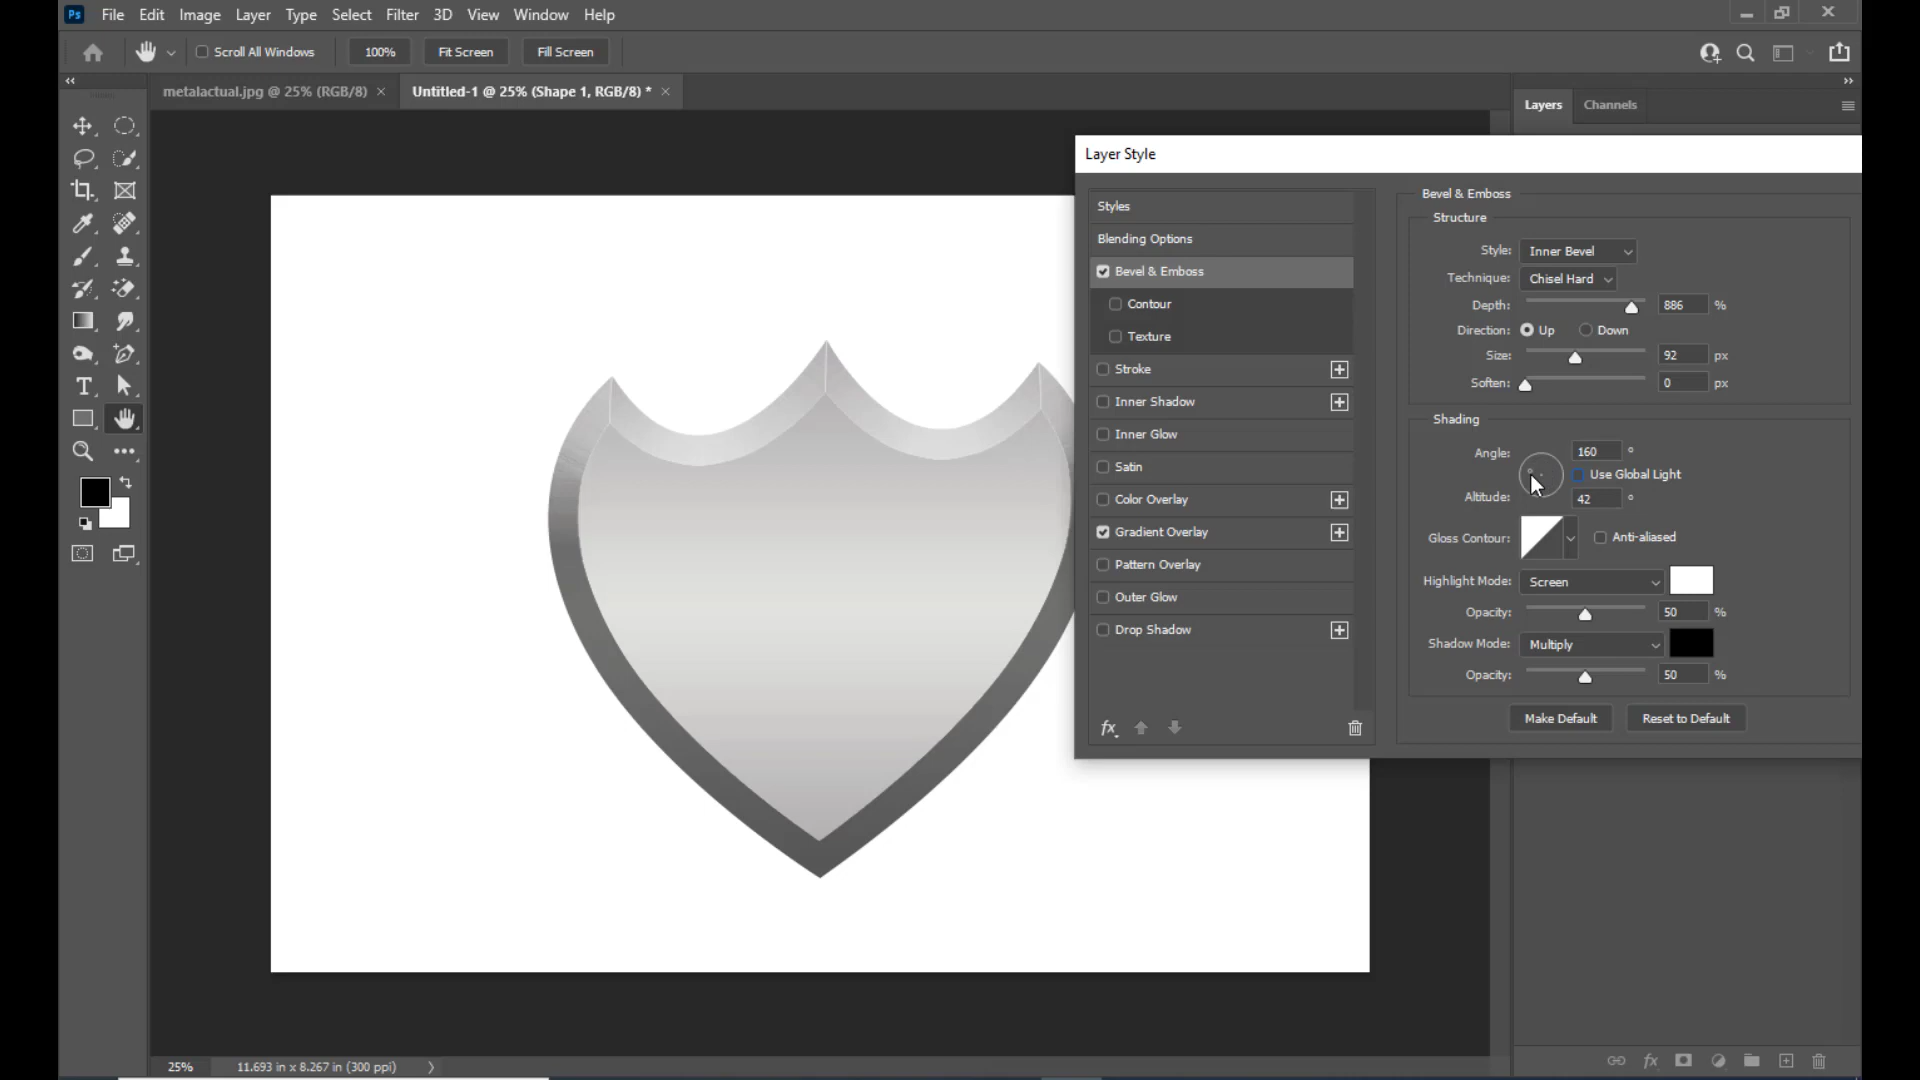 Ps File Edit Image Layer Type Select Filter 3D View Window Help
Scroll All Windows 100% Fit Screen Fill Screen
metalactual.jpg @ 25% (RGB/8) × Untitled-1 @ 25% (Shape 1, RGB/8) * ×
Layers Channels
Layer Style
Styles
Blending Options
Bevel & Emboss
Contour
Texture
Stroke
Inner Shadow
Inner Glow
Satin
Color Overlay
Gradient Overlay
Pattern Overlay
Outer Glow
Drop Shadow
fx
Bevel & Emboss
Structure
Style: Inner Bevel
Technique: Chisel Hard
Depth: 886 %
Direction: Up Down
Size: 92 px
Soften: 0 px
Shading
Angle: 160 °
Use Global Light
Altitude: 42 °
Gloss Contour: Anti-aliased
Highlight Mode: Screen
Opacity: 50 %
Shadow Mode: Multiply
Opacity: 50 %
Make Default Reset to Default
25% 11.693 in x 8.267 in (300 ppi)
fx